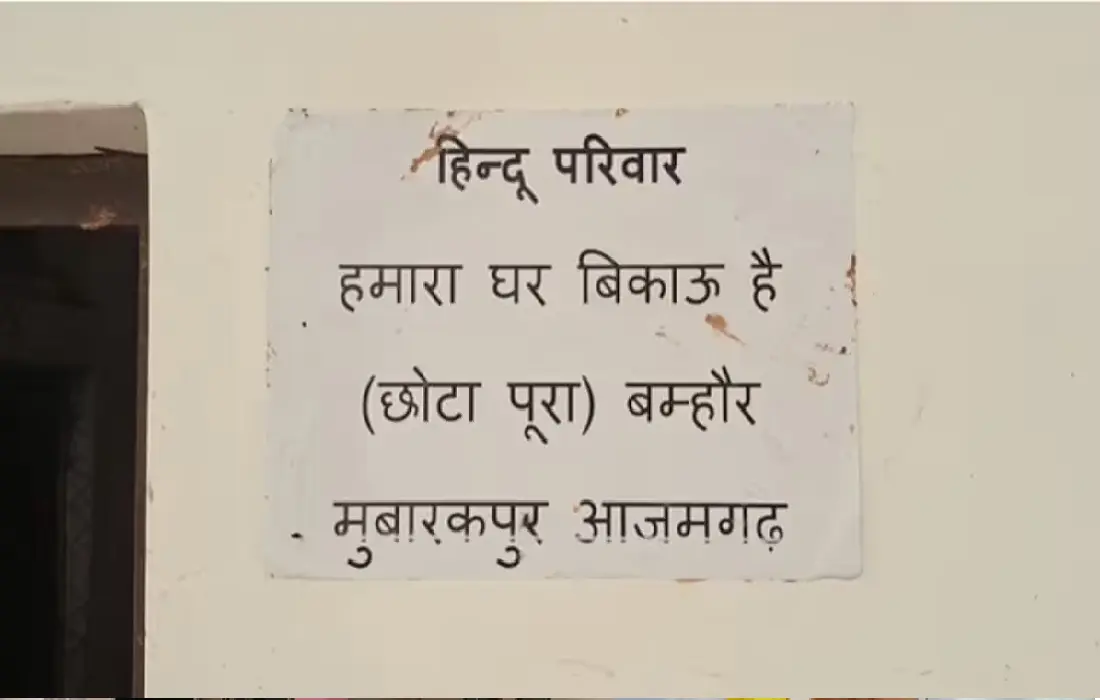 हिन्दू परिवार
हमारा घर बिकाऊ है
(छोटा पूरा) बम्हौर
मुबारकपुर आजमगढ़